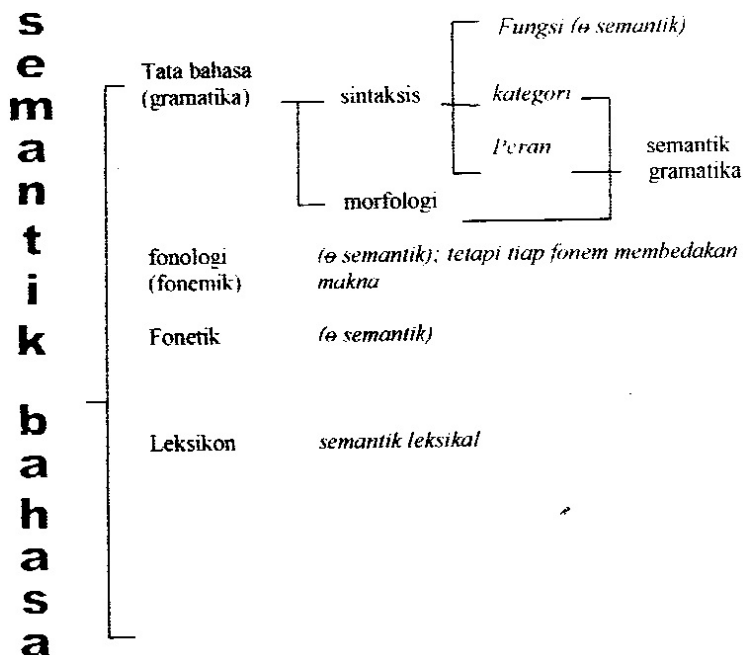 semantik bahasa
Fungsi (ɵ semantik)
Tata bahasa
(gramatika)
sintaksis
kategori
Peran
semantik
gramatika
morfologi
fonologi
(fonemik)
(ɵ semantik); tetapi tiap fonem membedakan
makna
Fonetik
(ɵ semantik)
Leksikon
semantik leksikal